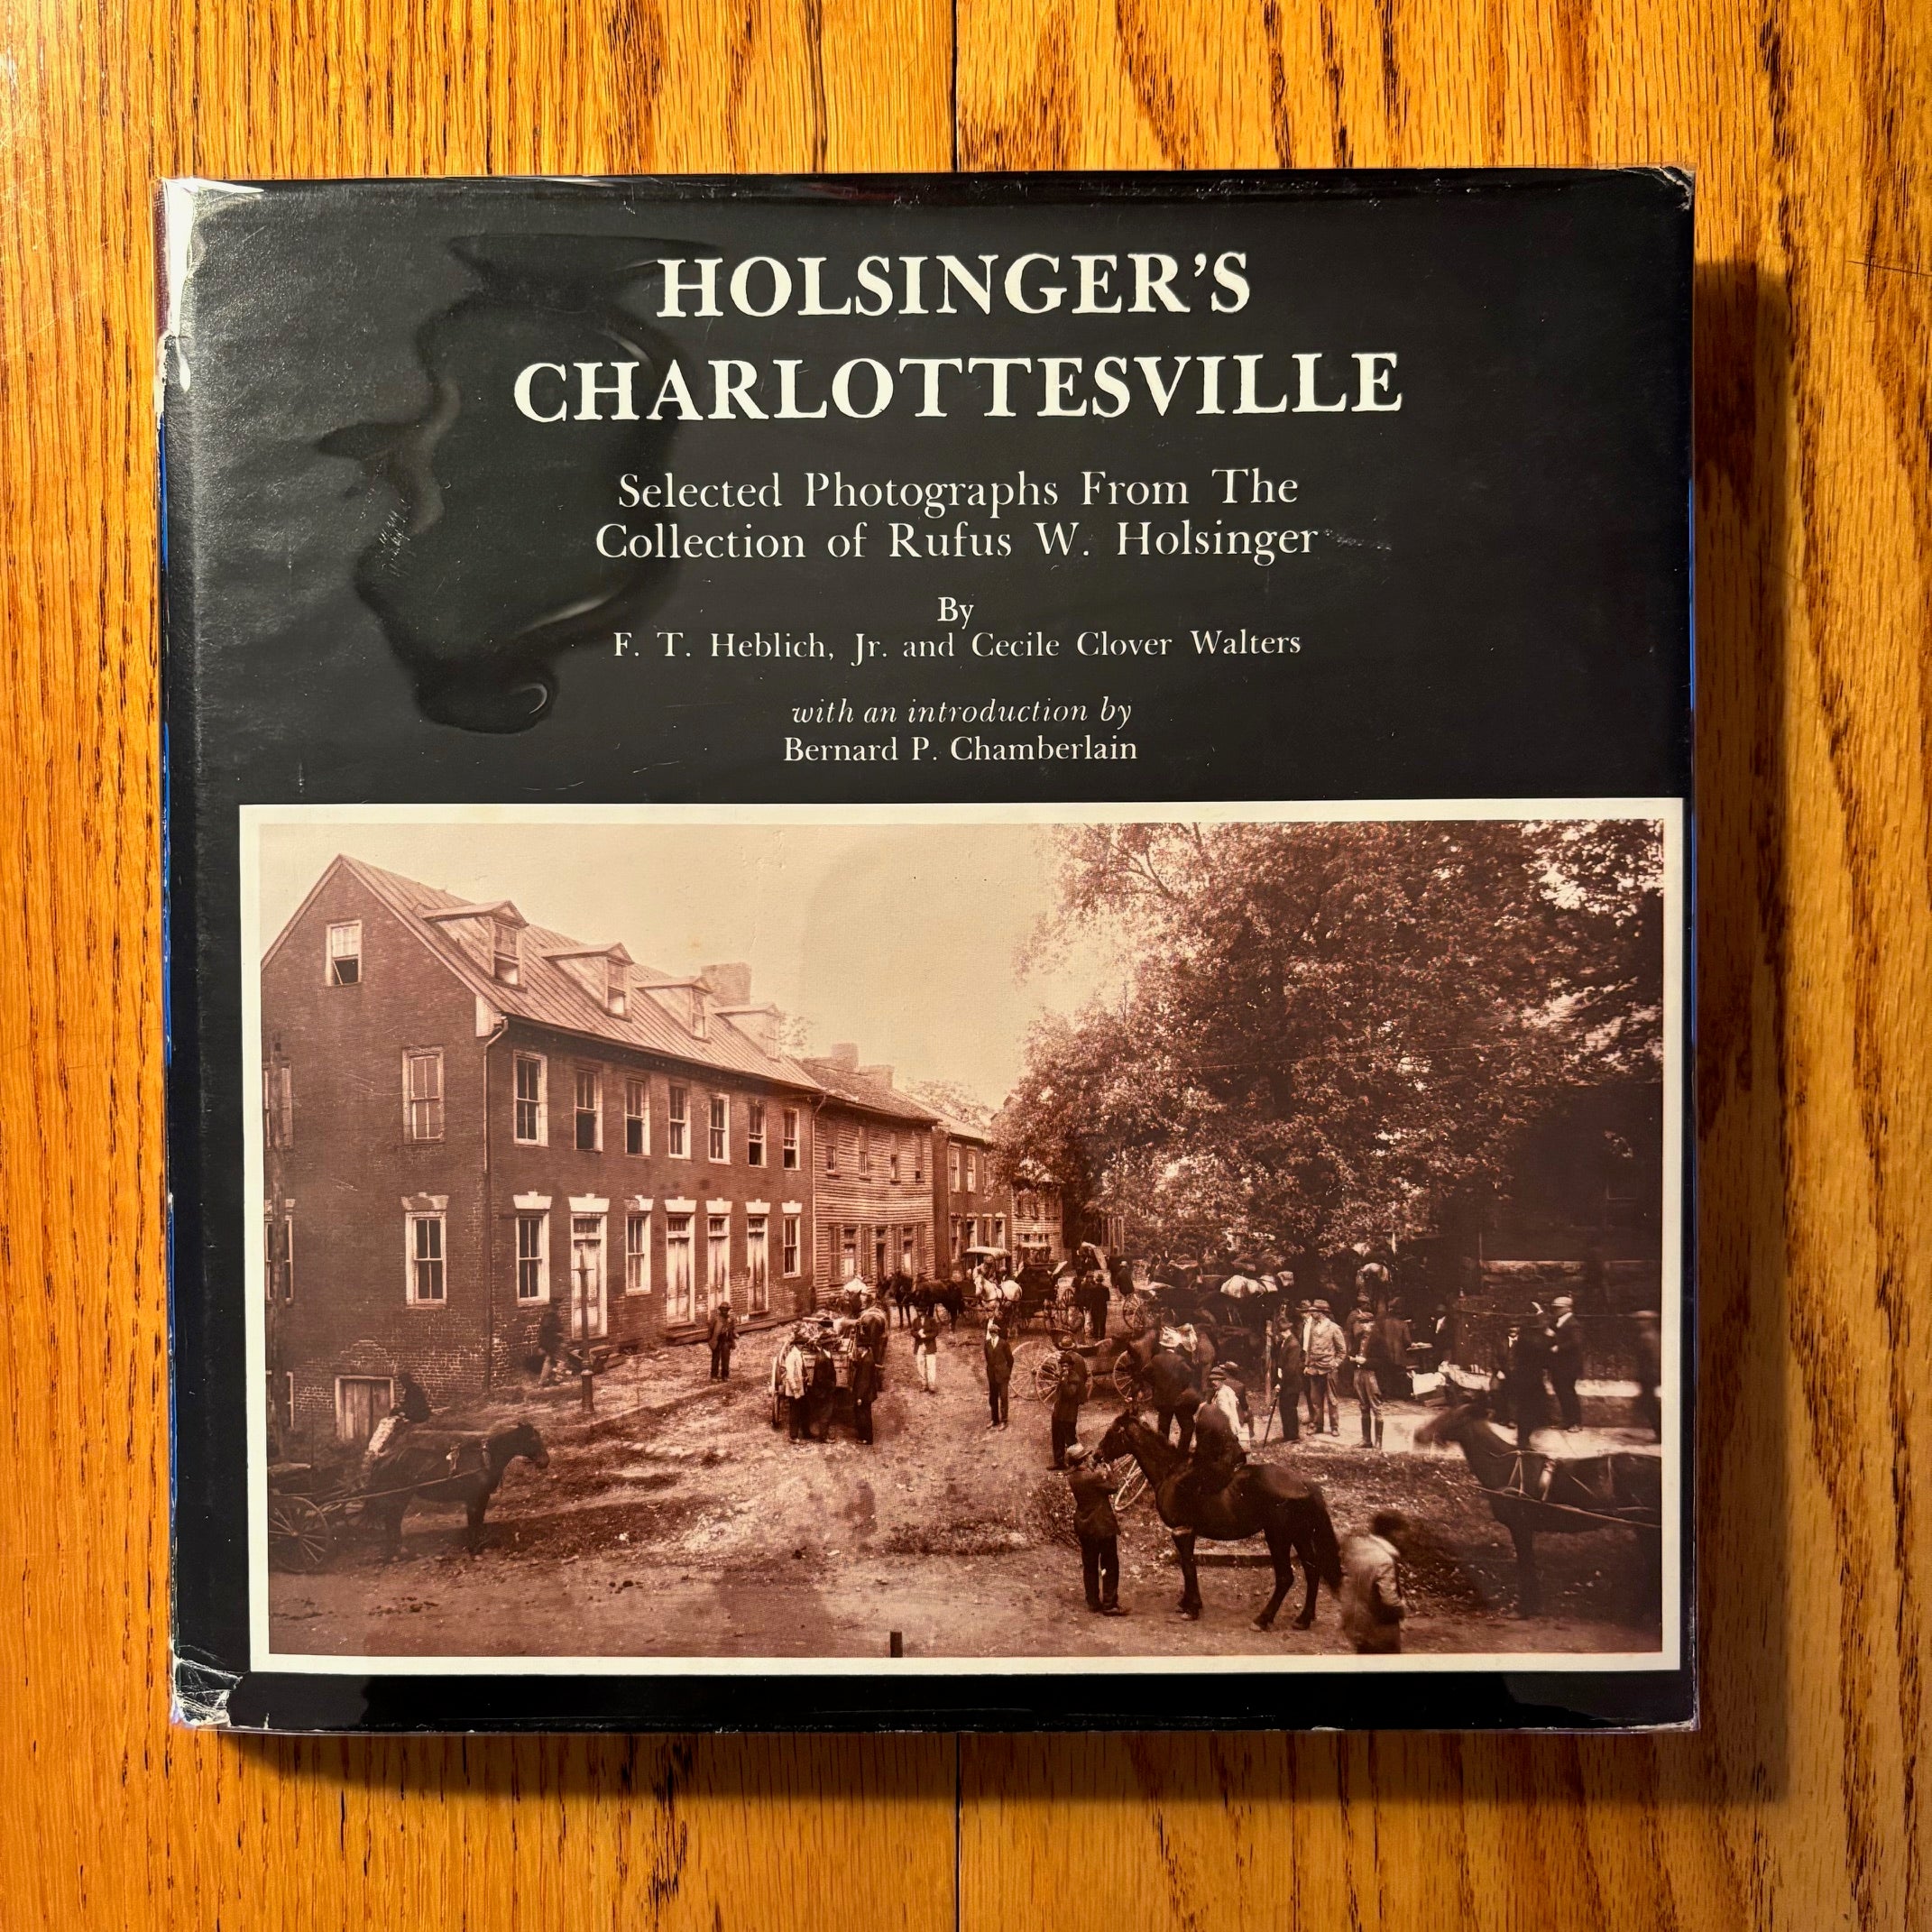 HOLSINGER'S
CHARLOTTESVILLE
Selected Photographs From The
Collection of Rufus W. Holsinger
By
F. T. Heblich, Jr. and Cecile Clover Walters
with an introduction by
Bernard P. Chamberlain